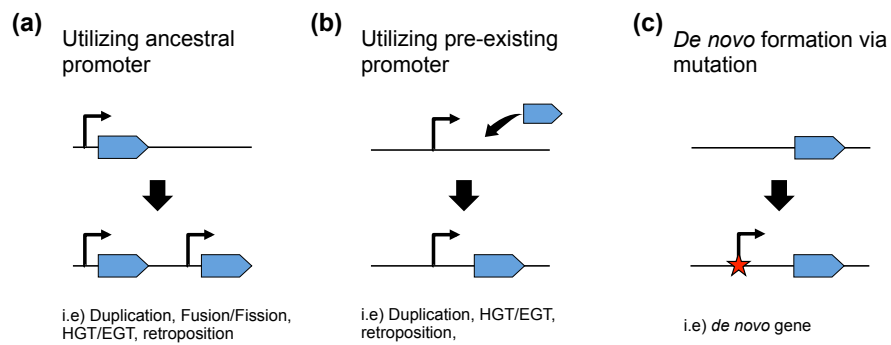 (a)
Utilizing ancestral
promoter
i.e) Duplication, Fusion/Fission,
HGT/EGT, retroposition
(b)
Utilizing pre-existing
promoter
i.e) Duplication, HGT/EGT,
retroposition,
(c)
De novo formation via
mutation
i.e) de novo gene